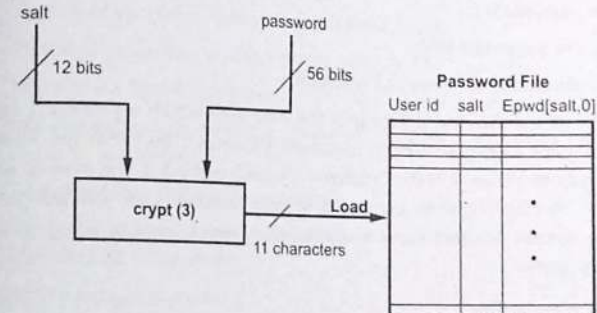 salt
password
12 bits
56 bits
Password File
User id salt Epwd[salt,0]
crypt (3)
Load
11 characters